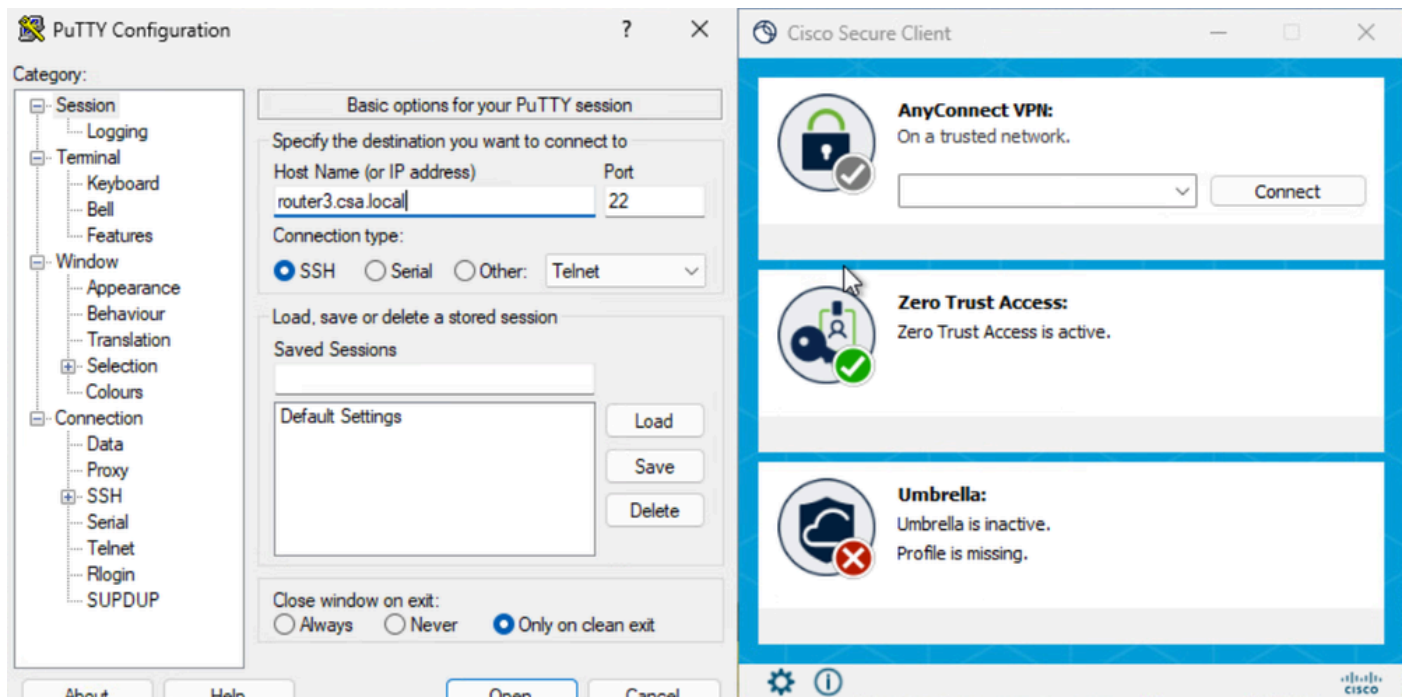 PuTTY Configuration
?
Category:
Session
Logging
Terminal
Keyboard
Bell
Features
Window
Appearance
Behaviour
Translation
Selection
Colours
Connection
Data
Proxy
SSH
Serial
Telnet
Rlogin
SUPDUP
Basic options for your PuTTY session
Specify the destination you want to connect to
Host Name (or IP address) Port
router3.csa.local 22
Connection type:
SSH Serial Other: Telnet
Load, save or delete a stored session
Saved Sessions
Default Settings
Load
Save
Delete
Close window on exit:
Always Never Only on clean exit
About Help Open Cancel
Cisco Secure Client
AnyConnect VPN:
On a trusted network.
Connect
Zero Trust Access:
Zero Trust Access is active.
Umbrella:
Umbrella is inactive.
Profile is missing.
CISCO